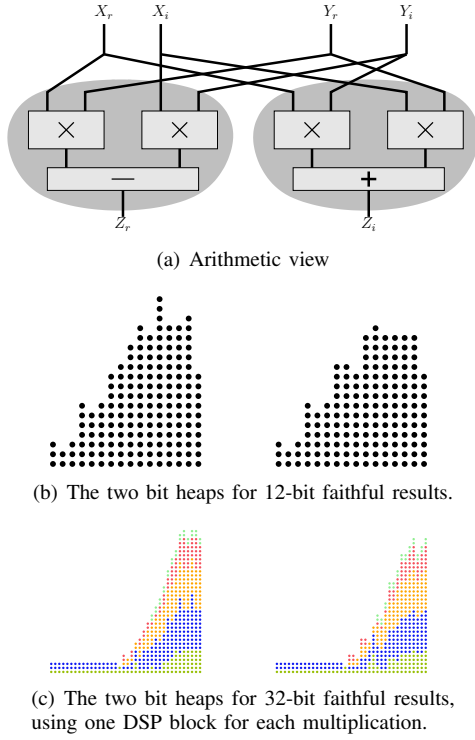 X_r X_i Y_r Y_i
× × × ×
— +
Z_r Z_i
(a) Arithmetic view
(b) The two bit heaps for 12-bit faithful results.
(c) The two bit heaps for 32-bit faithful results,
using one DSP block for each multiplication.